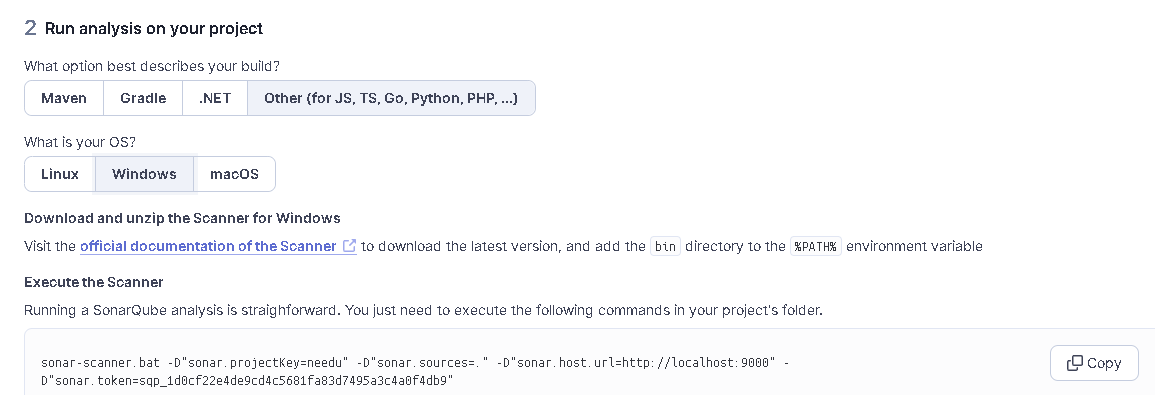 2 Run analysis on your project
What option best describes your build?
Maven Gradle .NET Other (for JS, TS, Go, Python, PHP, ...)
What is your OS?
Linux Windows macOS
Download and unzip the Scanner for Windows
Visit the official documentation of the Scanner to download the latest version, and add the bin directory to the %PATH% environment variable
Execute the Scanner
Running a SonarQube analysis is straighforward. You just need to execute the following commands in your project's folder.
sonar-scanner.bat -D"sonar.projectKey=needu" -D"sonar.sources=." -D"sonar.host.url=http://localhost:9000" -
D"sonar.token=sqp_1d0cf22e4de9cd4c5681fa83d7495a3c4a0f4db9"
Copy